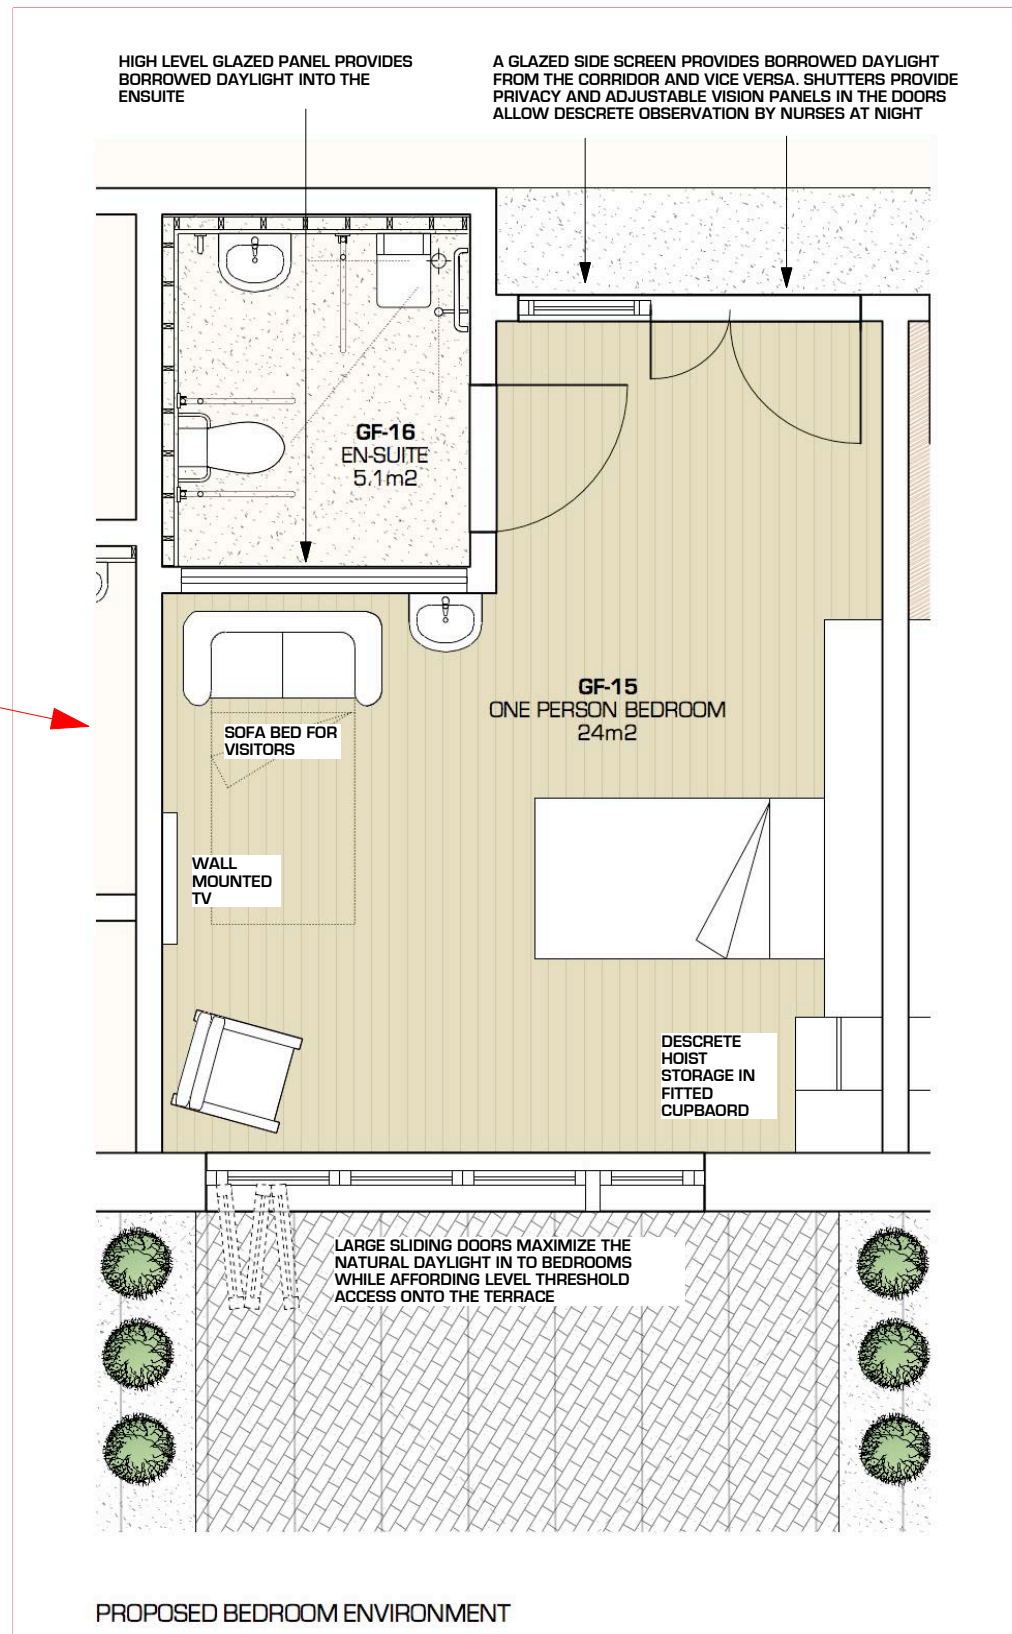 HIGH LEVEL GLAZED PANEL PROVIDES
BORROWED DAYLIGHT INTO THE
ENSUITE
A GLAZED SIDE SCREEN PROVIDES BORROWED DAYLIGHT
FROM THE CORRIDOR AND VICE VERSA. SHUTTERS PROVIDE
PRIVACY AND ADJUSTABLE VISION PANELS IN THE DOORS
ALLOW DESCRETE OBSERVATION BY NURSES AT NIGHT
GF-16
EN-SUITE
5.1m2
GF-15
ONE PERSON BEDROOM
24m2
SOFA BED FOR
VISITORS
WALL
MOUNTED
TV
DESCRETE
HOIST
STORAGE IN
FITTED
CUPBAORD
LARGE SLIDING DOORS MAXIMIZE THE
NATURAL DAYLIGHT IN TO BEDROOMS
WHILE AFFORDING LEVEL THRESHOLD
ACCESS ONTO THE TERRACE
PROPOSED BEDROOM ENVIRONMENT